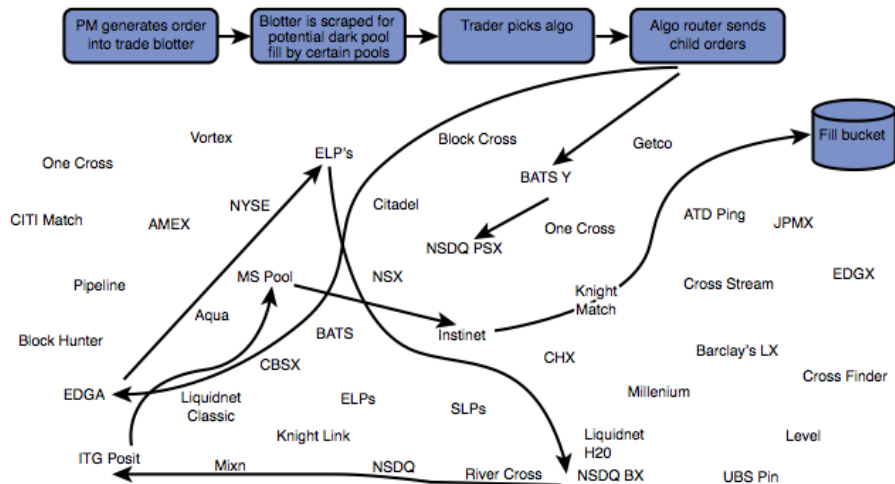 PM generates order
into trade blotter
Blotter is scraped for
potential dark pool
fill by certain pools
Trader picks algo
Algo router sends
child orders
Fill bucket
Vortex
Block Cross
Getco
One Cross
ELP's
BATS Y
CITI Match
AMEX
NYSE
Citadel
One Cross
ATD Ping
JPMX
NSDQ PSX
Pipeline
MS Pool
NSX
Knight
Match
Cross Stream
EDGX
Aqua
Block Hunter
BATS
Instinet
CBSX
CHX
Barclay's LX
Cross Finder
EDGA
Liquidnet
Classic
ELPs
SLPs
Millenium
Knight Link
Liquidnet
H20
Level
ITG Posit
Mixn
NSDQ
River Cross
NSDQ BX
UBS Pin